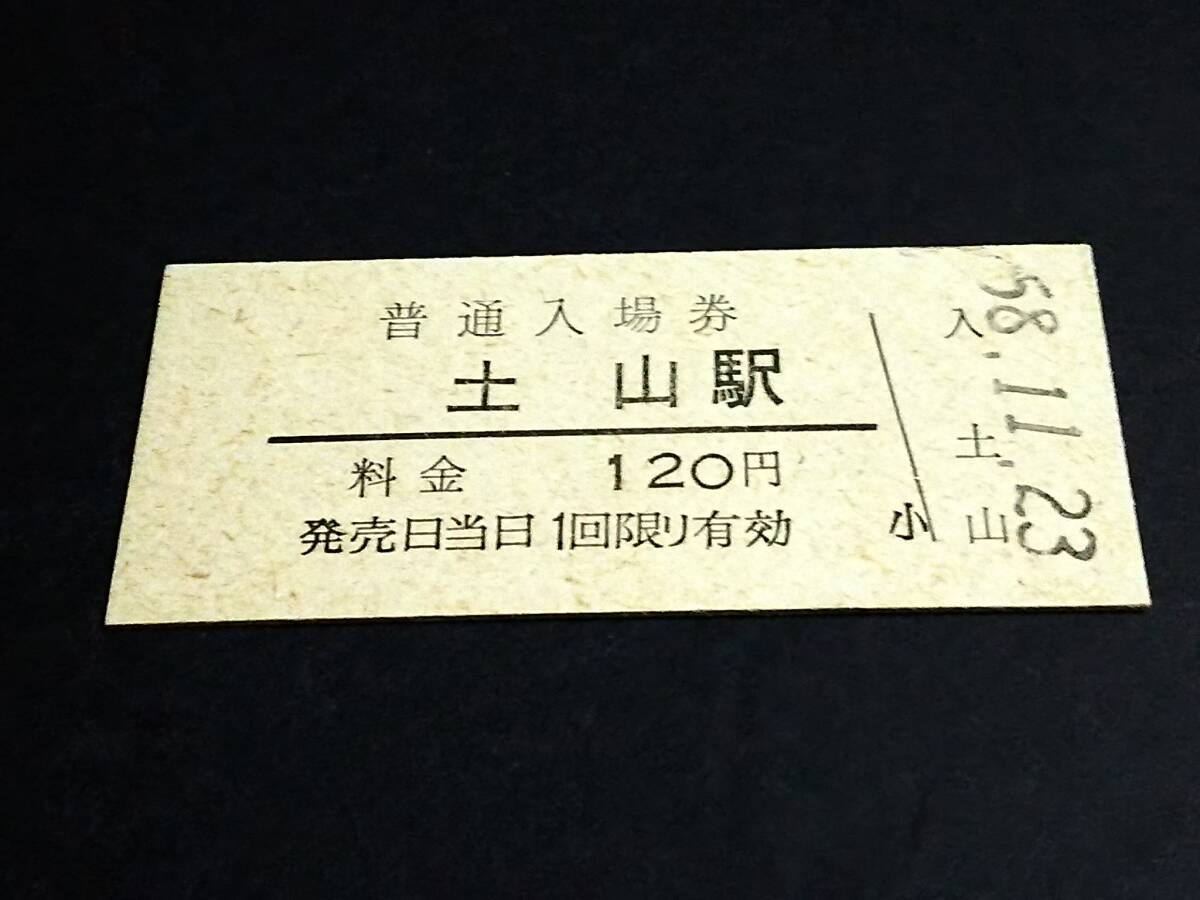 普通入場券
土山駅
料金 120円
発売日当日1回限り有効
小
入
土
山
58.11.23